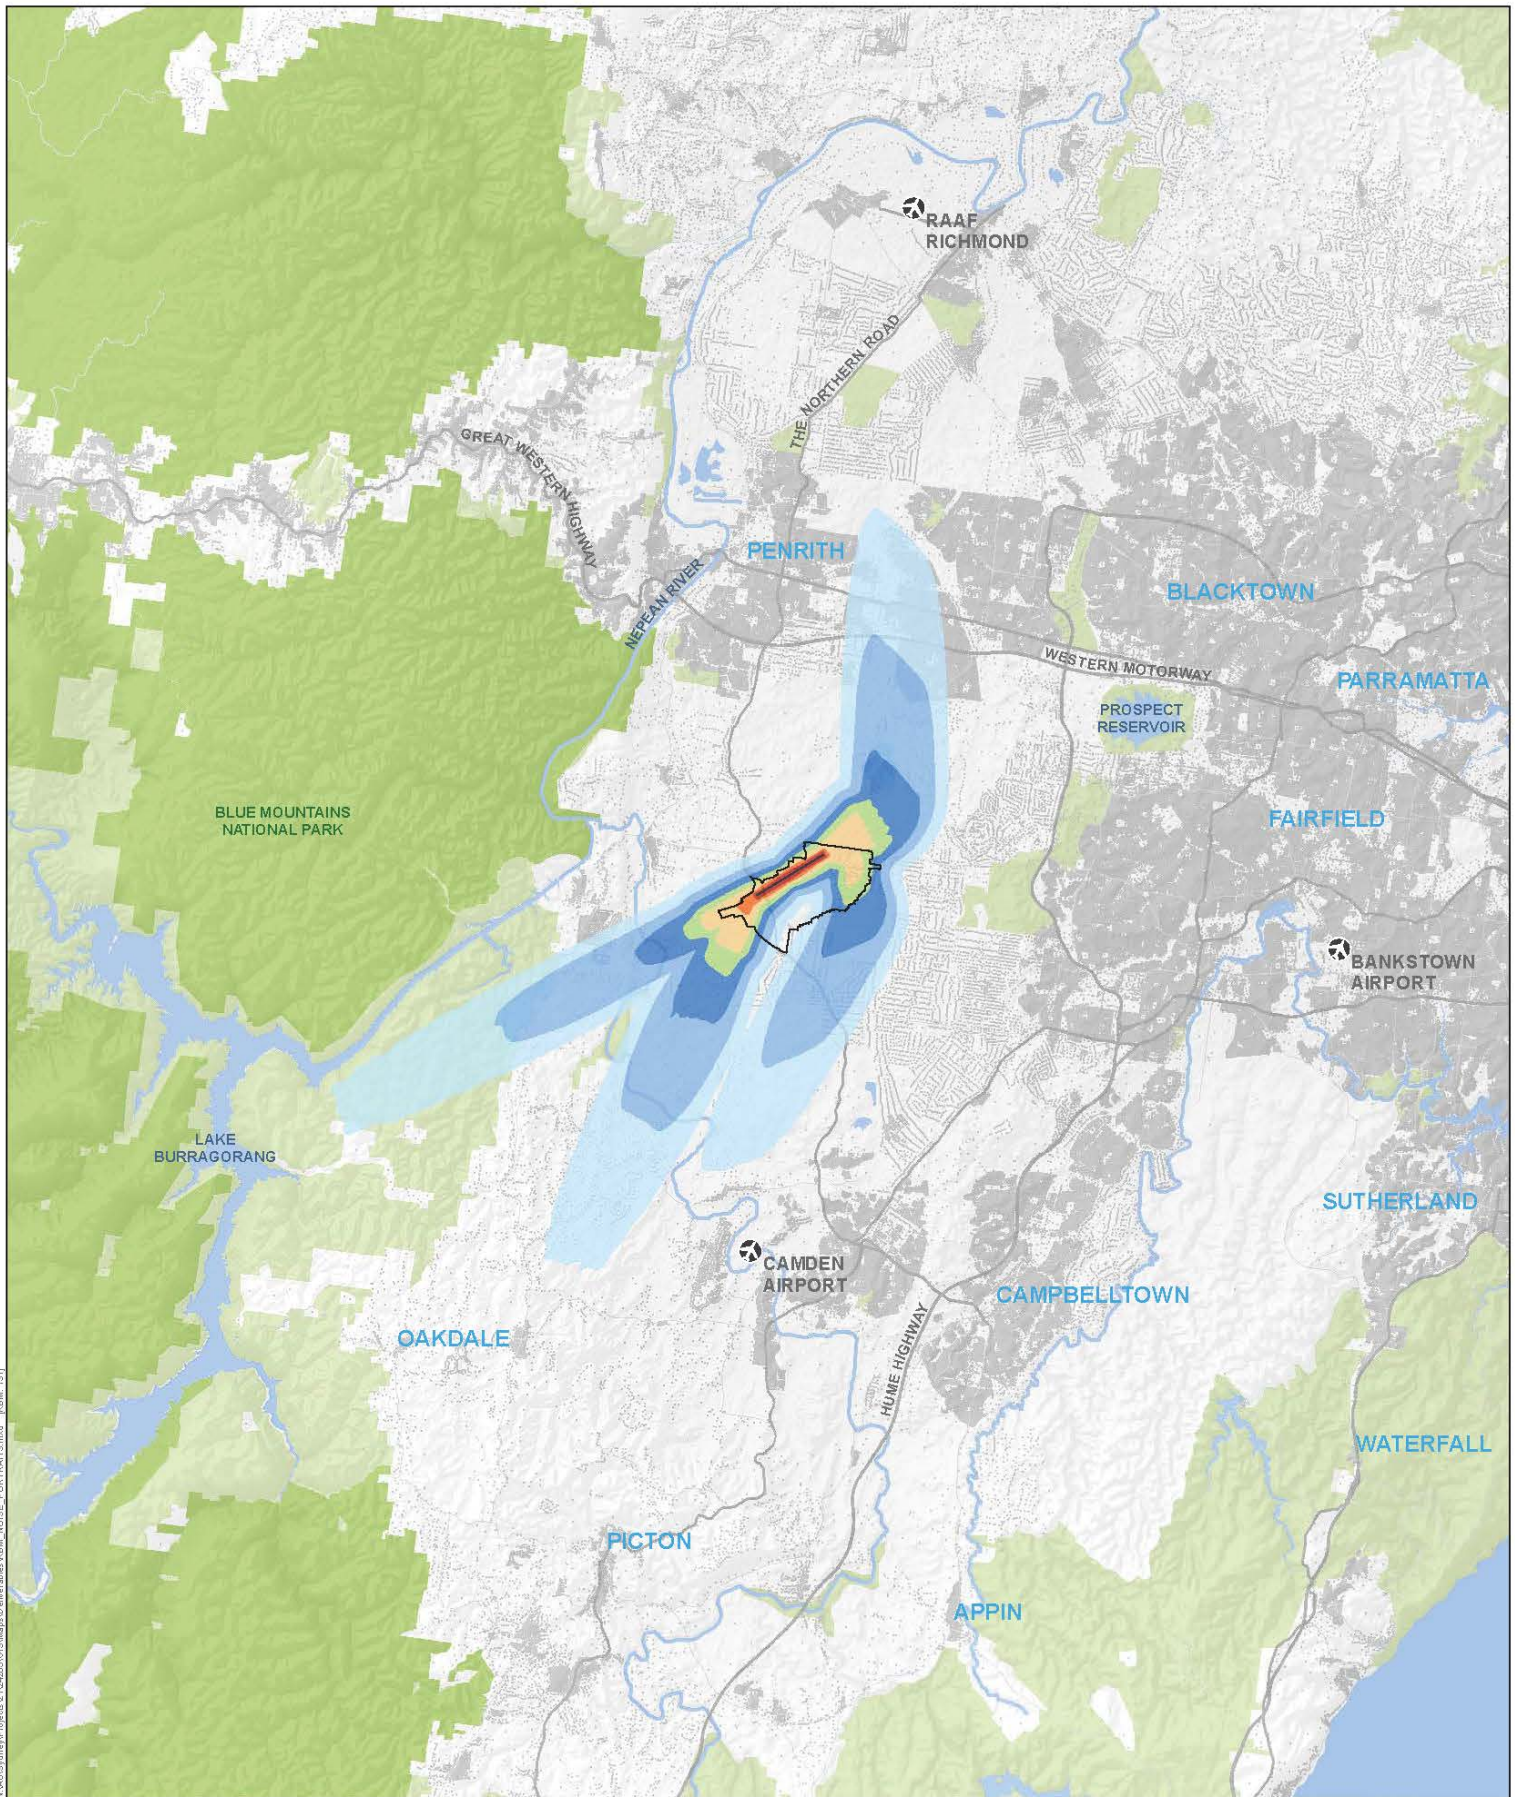 RAAF
RICHMOND
THE NORTHERN ROAD
GREAT WESTERN HIGHWAY
PENRITH
NEPEAN RIVER
BLACKTOWN
WESTERN MOTORWAY
PARRAMATTA
PROSPECT
RESERVOIR
BLUE MOUNTAINS
NATIONAL PARK
FAIRFIELD
BANKSTOWN
AIRPORT
LAKE
BURRAGORANG
SUTHERLAND
CAMDEN
AIRPORT
CAMPBELLTOWN
OAKDALE
HUME HIGHWAY
WATERFALL
PICTON
APPIN